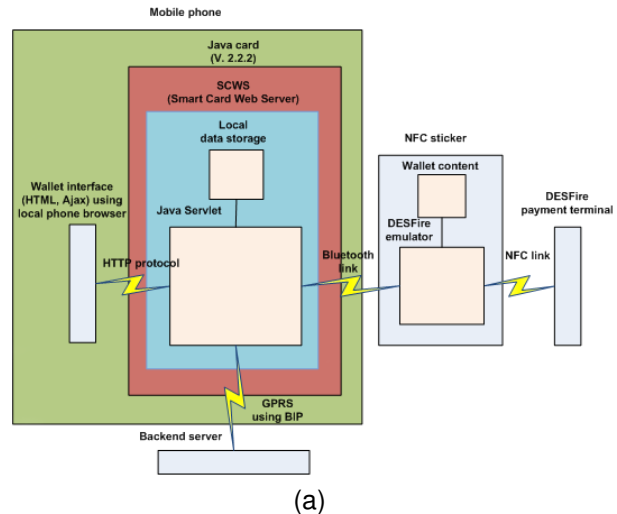 Mobile phone
Java card
(V. 2.2.2)
SCWS
(Smart Card Web Server)
Local
data storage
NFC sticker
Wallet content
Wallet interface
(HTML, Ajax) using
local phone browser
DESFire
payment terminal
Java Servlet
DESFire
emulator
HTTP protocol
Bluetooth
link
NFC link
GPRS
using BIP
Backend server
(a)